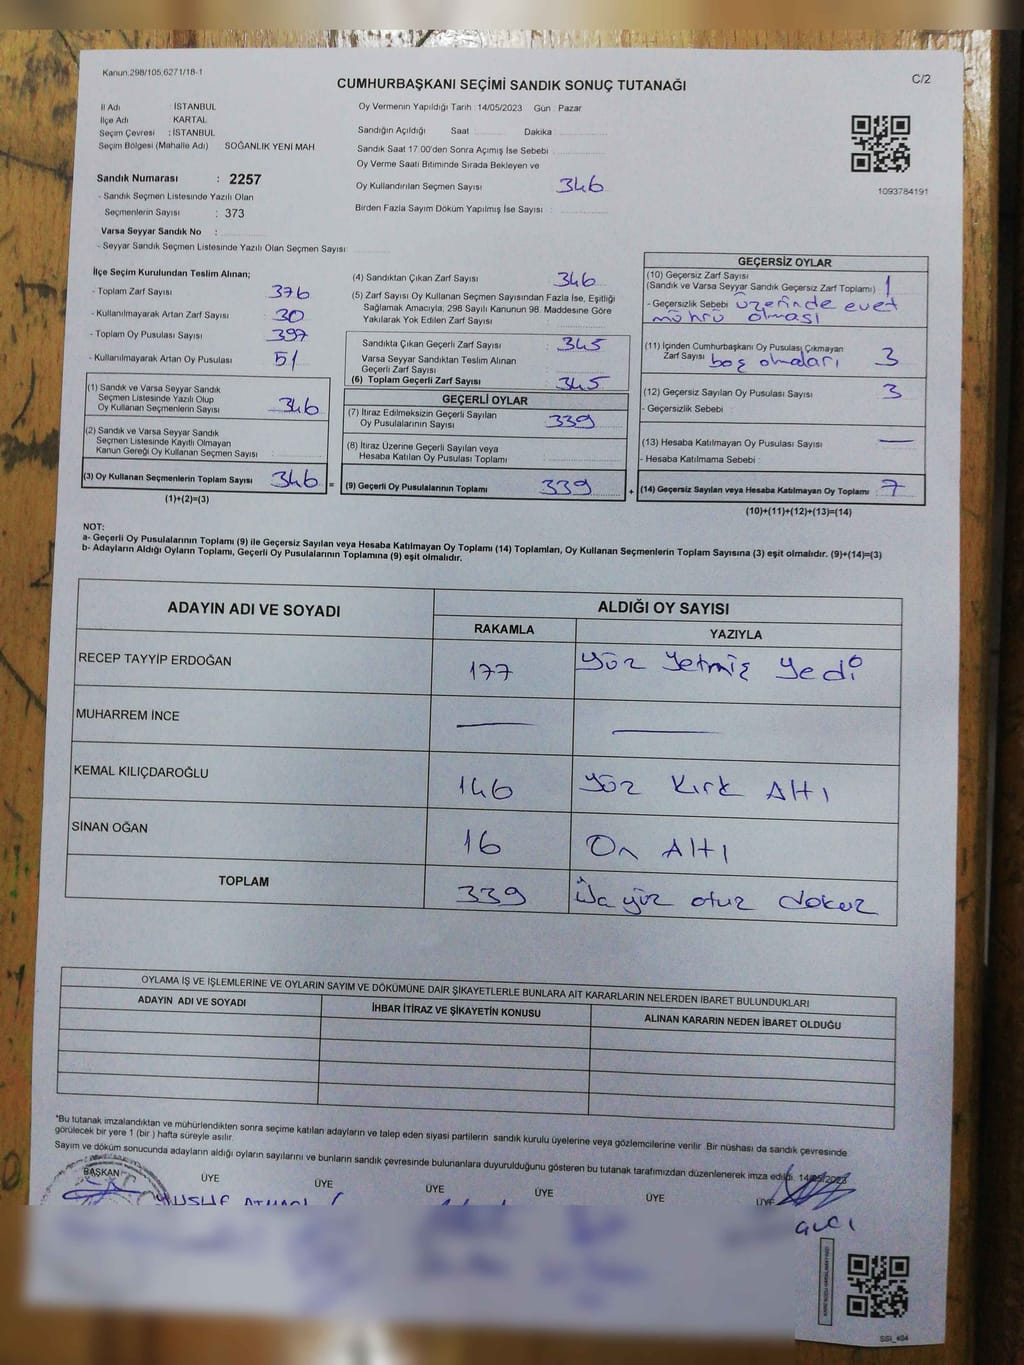 Kanun.298/105,6271/18-1
C/2
CUMHURBAŞKANI SEÇİMİ SANDIK SONUÇ TUTANAĞI
İl Adı : İSTANBUL
İlçe Adı : KARTAL
Seçim Çevresi : İSTANBUL
Seçim Bölgesi (Mahalle Adı) SOĞANLIK YENİ MAH
Sandık Numarası : 2257
- Sandık Seçmen Listesinde Yazılı Olan
Seçmenlerin Sayısı : 373
Varsa Seyyar Sandık No :
- Seyyar Sandık Seçmen Listesinde Yazılı Olan Seçmen Sayısı
Oy Vermenin Yapıldığı Tarih : 14/05/2023 Gün : Pazar
Sandığın Açıldığı Saat Dakika
Sandık Saat 17.00'den Sonra Açımış İse Sebebi
Oy Verme Saati Bitiminde Sırada Bekleyen ve
Oy Kullandırılan Seçmen Sayısı 346
Birden Fazla Sayım Döküm Yapılmış İse Sayısı :
1093784191
İlçe Seçim Kurulundan Teslim Alınan;
- Toplam Zarf Sayısı 376
- Kullanılmayarak Artan Zarf Sayısı : 30
- Toplam Oy Pusulası Sayısı : 397
- Kullanılmayarak Artan Oy Pusulası 51
(1) Sandık ve Varsa Seyyar Sandık
Seçmen Listesinde Yazılı Olup
Oy Kullanan Seçmenlerin Sayısı : 346
(2) Sandık ve Varsa Seyyar Sandık
Seçmen Listesinde Kayıtlı Olmayan
Kanun Gereği Oy Kullanan Seçmen Sayısı :
(3) Oy Kullanan Seçmenlerin Toplam Sayısı 346 =
(1)+(2)=(3)
(4) Sandıktan Çıkan Zarf Sayısı 346
(5) Zarf Sayısı Oy Kullanan Seçmen Sayısından Fazla İse, Eşitliği
Sağlamak Amacıyla; 298 Sayılı Kanunun 98. Maddesine Göre
Yakılarak Yok Edilen Zarf Sayısı :
Sandıkta Çıkan Geçerli Zarf Sayısı : 345
Varsa Seyyar Sandıktan Teslim Alınan
Geçerli Zarf Sayısı
(6) Toplam Geçerli Zarf Sayısı : 345
GEÇERLİ OYLAR
(7) İtiraz Edilmeksizin Geçerli Sayılan
Oy Pusulalarının Sayısı : 339
(8) İtiraz Üzerine Geçerli Sayılan veya
Hesaba Katılan Oy Pusulası Toplamı
(9) Geçerli Oy Pusulalarının Toplamı 339 +
GEÇERSİZ OYLAR
(10) Geçersiz Zarf Sayısı
(Sandık ve Varsa Seyyar Sandık Geçersiz Zarf Toplamı) : 1
- Geçersizlik Sebebi üzerinde evet
mührü olması
(11) İçinden Cumhurbaşkanı Oy Pusulası Çıkmayan
Zarf Sayısı boş olmaları 3
(12) Geçersiz Sayılan Oy Pusulası Sayısı : 3
- Geçersizlik Sebebi
(13) Hesaba Katılmayan Oy Pusulası Sayısı —
- Hesaba Katılmama Sebebi :
(14) Geçersiz Sayılan veya Hesaba Katılmayan Oy Toplamı : 7
(10)+(11)+(12)+(13)=(14)
NOT:
a- Geçerli Oy Pusulalarının Toplamı (9) ile Geçersiz Sayılan veya Hesaba Katılmayan Oy Toplamı (14) Toplamları, Oy Kullanan Seçmenlerin Toplam Sayısına (3) eşit olmalıdır. (9)+(14)=(3)
b- Adayların Aldığı Oyların Toplamı, Geçerli Oy Pusulalarının Toplamına (9) eşit olmalıdır.
ADAYIN ADI VE SOYADI ALDIĞI OY SAYISI
RAKAMLA YAZIYLA
RECEP TAYYİP ERDOĞAN 177 yüz yetmiş yedi
MUHARREM İNCE — —
KEMAL KILIÇDAROĞLU 146 yüz kırk Altı
SİNAN OĞAN 16 On Altı
TOPLAM 339 yüz otuz dokuz
OYLAMA İŞ VE İŞLEMLERİNE VE OYLARIN SAYIM VE DÖKÜMÜNE DAİR ŞİKAYETLERLE BUNLARA AİT KARARLARIN NELERDEN İBARET BULUNDUKLARI
ADAYIN ADI VE SOYADI İHBAR İTİRAZ VE ŞİKAYETİN KONUSU ALINAN KARARIN NEDEN İBARET OLDUĞU
*Bu tutanak imzalandıktan ve mühürlendikten sonra seçime katılan adayların ve talep eden siyasi partilerin sandık kurulu üyelerine veya gözlemcilerine verilir. Bir nüshası da sandık çevresinde
görülecek bir yere 1 (bir ) hafta süreyle asılır.
Sayım ve döküm sonucunda adayların aldığı oyların sayılarını ve bunların sandık çevresinde bulunanlara duyurulduğunu gösteren bu tutanak tarafımızdan düzenlenerek imza edildi. 14/05/2023
BAŞKAN ÜYE ÜYE ÜYE ÜYE ÜYE ÜYE
YUSUF
SSI_404